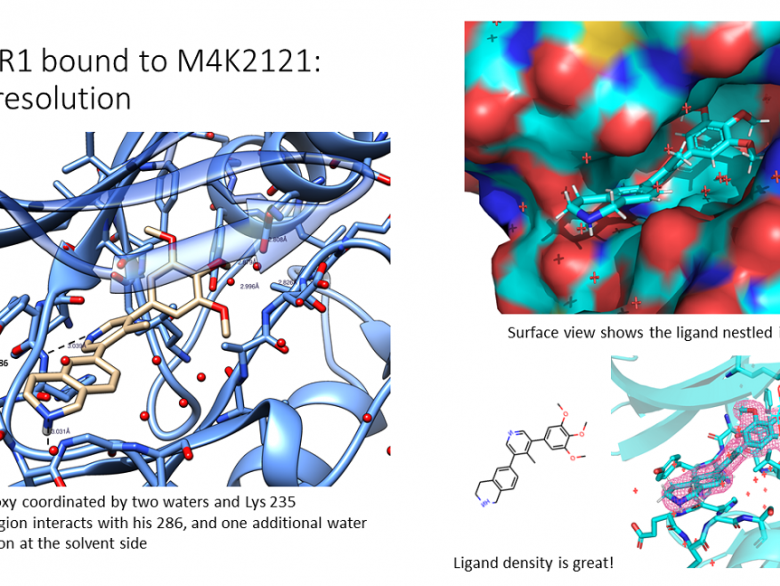 R1 bound to M4K2121:
resolution
2.996Å
3.031Å
86
oxy coordinated by two waters and Lys 235
gion interacts with his 286, and one additional water
on at the solvent side
Surface view shows the ligand nestled i
Ligand density is great!